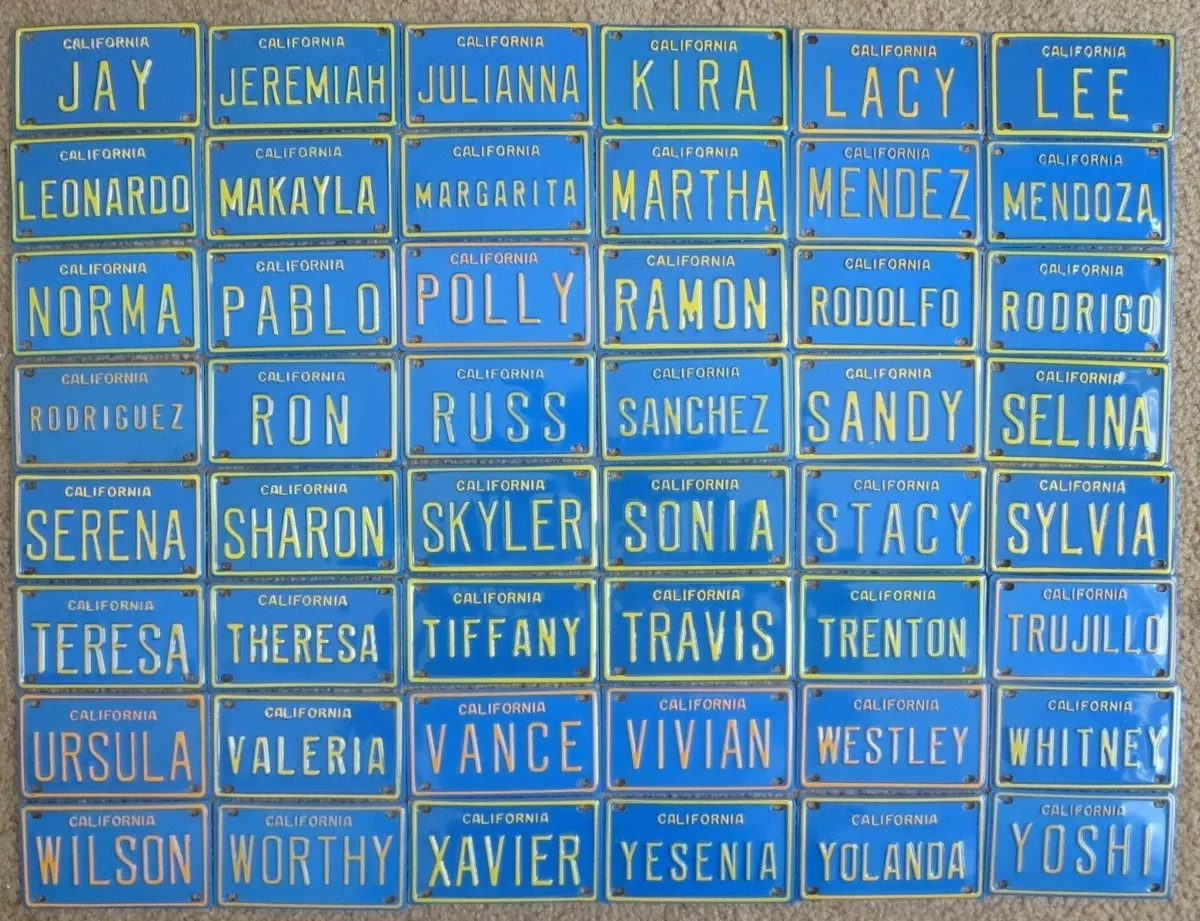 CALIFORNIA
JAY
CALIFORNIA
JEREMIAH
CALIFORNIA
JULIANNA
CALIFORNIA
KIRA
CALIFORNIA
LACY
CALIFORNIA
LEE
CALIFORNIA
LEONARDO
CALIFORNIA
MAKAYLA
CALIFORNIA
MARGARITA
CALIFORNIA
MARTHA
CALIFORNIA
MENDEZ
CALIFORNIA
MENDOZA
CALIFORNIA
NORMA
CALIFORNIA
PABLO
CALIFORNIA
POLLY
CALIFORNIA
RAMON
CALIFORNIA
RODOLFO
CALIFORNIA
RODRIGO
CALIFORNIA
RODRIGUEZ
CALIFORNIA
RON
CALIFORNIA
RUSS
CALIFORNIA
SANCHEZ
CALIFORNIA
SANDY
CALIFORNIA
SELINA
CALIFORNIA
SERENA
CALIFORNIA
SHARON
CALIFORNIA
SKYLER
CALIFORNIA
SONIA
CALIFORNIA
STACY
CALIFORNIA
SYLVIA
CALIFORNIA
TERESA
CALIFORNIA
THERESA
CALIFORNIA
TIFFANY
CALIFORNIA
TRAVIS
CALIFORNIA
TRENTON
CALIFORNIA
TRUJILLO
CALIFORNIA
URSULA
CALIFORNIA
VALERIA
CALIFORNIA
VANCE
CALIFORNIA
VIVIAN
CALIFORNIA
WESTLEY
CALIFORNIA
WHITNEY
CALIFORNIA
WILSON
CALIFORNIA
WORTHY
CALIFORNIA
XAVIER
CALIFORNIA
YESENIA
CALIFORNIA
YOLANDA
CALIFORNIA
YOSHI